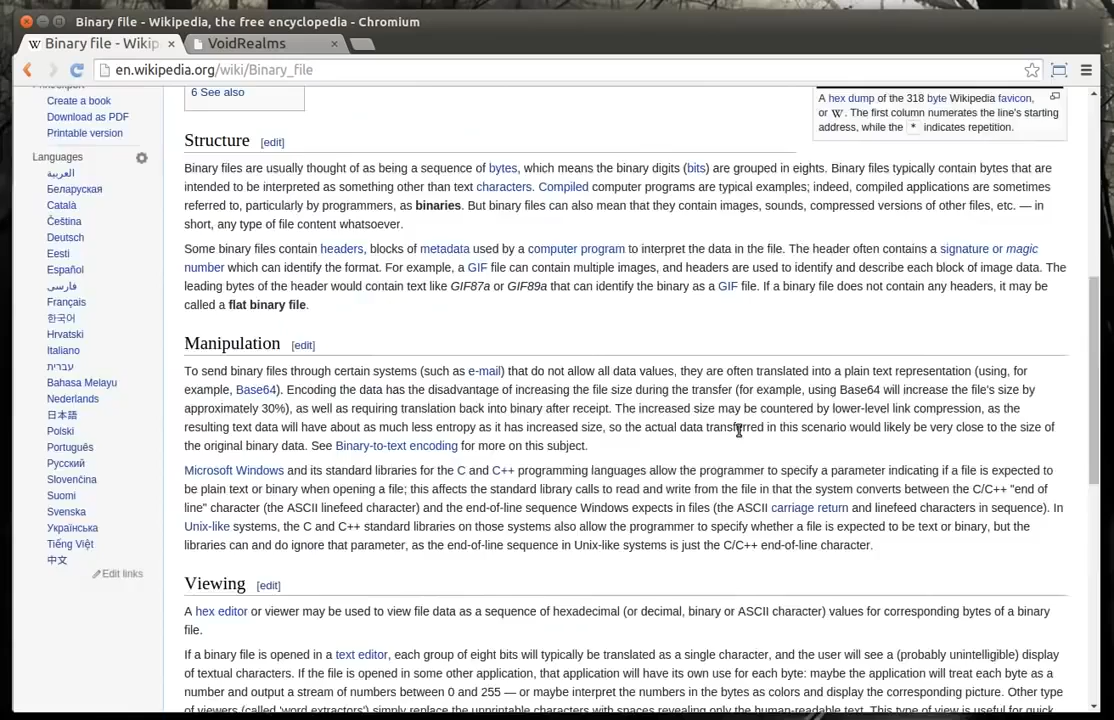 Binary file - Wikipedia, the free encyclopedia - Chromium
Binary file - Wikip
VoidRealms
en.wikipedia.org/wiki/Binary_file
Create a book
Download as PDF
Printable version
Languages
العربية
Беларуская
Català
Čeština
Deutsch
Eesti
Español
فارسی
Français
한국어
Hrvatski
Italiano
עברית
Bahasa Melayu
Nederlands
日本語
Polski
Português
Русский
Slovenčina
Suomi
Svenska
Українська
Tiếng Việt
中文
Edit links
6 See also
A hex dump of the 318 byte Wikipedia favicon,
or W. The first column numerates the line's starting
address, while the * indicates repetition.
Structure [edit]
Binary files are usually thought of as being a sequence of bytes, which means the binary digits (bits) are grouped in eights. Binary files typically contain bytes that are
intended to be interpreted as something other than text characters. Compiled computer programs are typical examples; indeed, compiled applications are sometimes
referred to, particularly by programmers, as binaries. But binary files can also mean that they contain images, sounds, compressed versions of other files, etc. — in
short, any type of file content whatsoever.
Some binary files contain headers, blocks of metadata used by a computer program to interpret the data in the file. The header often contains a signature or magic
number which can identify the format. For example, a GIF file can contain multiple images, and headers are used to identify and describe each block of image data. The
leading bytes of the header would contain text like GIF87a or GIF89a that can identify the binary as a GIF file. If a binary file does not contain any headers, it may be
called a flat binary file.
Manipulation [edit]
To send binary files through certain systems (such as e-mail) that do not allow all data values, they are often translated into a plain text representation (using, for
example, Base64). Encoding the data has the disadvantage of increasing the file size during the transfer (for example, using Base64 will increase the file's size by
approximately 30%), as well as requiring translation back into binary after receipt. The increased size may be countered by lower-level link compression, as the
resulting text data will have about as much less entropy as it has increased size, so the actual data transferred in this scenario would likely be very close to the size of
the original binary data. See Binary-to-text encoding for more on this subject.
Microsoft Windows and its standard libraries for the C and C++ programming languages allow the programmer to specify a parameter indicating if a file is expected to
be plain text or binary when opening a file; this affects the standard library calls to read and write from the file in that the system converts between the C/C++ "end of
line" character (the ASCII linefeed character) and the end-of-line sequence Windows expects in files (the ASCII carriage return and linefeed characters in sequence). In
Unix-like systems, the C and C++ standard libraries on those systems also allow the programmer to specify whether a file is expected to be text or binary, but the
libraries can and do ignore that parameter, as the end-of-line sequence in Unix-like systems is just the C/C++ end-of-line character.
Viewing [edit]
A hex editor or viewer may be used to view file data as a sequence of hexadecimal (or decimal, binary or ASCII character) values for corresponding bytes of a binary
file.
If a binary file is opened in a text editor, each group of eight bits will typically be translated as a single character, and the user will see a (probably unintelligible) display
of textual characters. If the file is opened in some other application, that application will have its own use for each byte: maybe the application will treat each byte as a
number and output a stream of numbers between 0 and 255 — or maybe interpret the numbers in the bytes as colors and display the corresponding picture. Other type
of viewers (called 'word extractors') simply replace the unprintable characters with spaces revealing only the human-readable text. This type of view is useful for quick